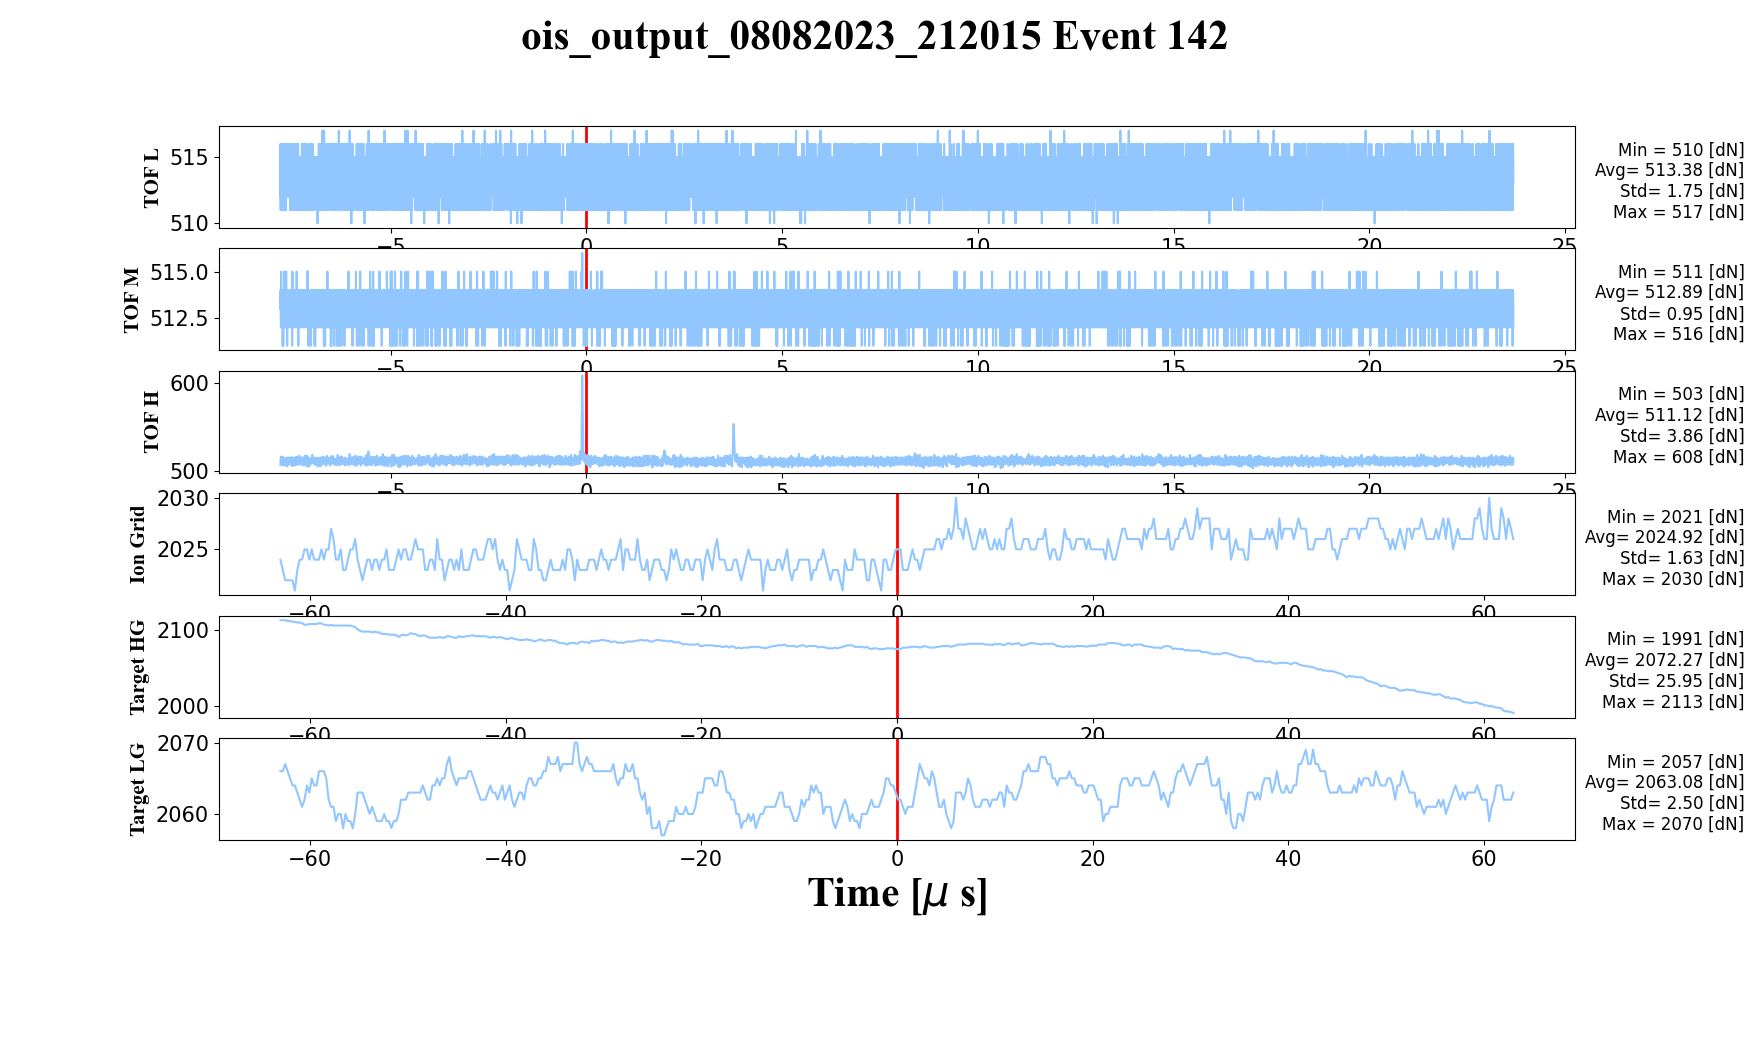 ois_output_08082023_212015 Event 142
TOF L
515
510
Min = 510 [dN]
Avg= 513.38 [dN]
Std= 1.75 [dN]
Max = 517 [dN]
−5 0 5 10 15 20 25
TOF M
515.0
512.5
Min = 511 [dN]
Avg= 512.89 [dN]
Std= 0.95 [dN]
Max = 516 [dN]
−5 0 5 10 15 20 25
TOF H
600
500
Min = 503 [dN]
Avg= 511.12 [dN]
Std= 3.86 [dN]
Max = 608 [dN]
−5 0 5 10 15 20 25
Ion Grid
2030
2025
Min = 2021 [dN]
Avg= 2024.92 [dN]
Std= 1.63 [dN]
Max = 2030 [dN]
−60 −40 −20 0 20 40 60
Target HG
2100
2000
Min = 1991 [dN]
Avg= 2072.27 [dN]
Std= 25.95 [dN]
Max = 2113 [dN]
−60 −40 −20 0 20 40 60
Target LG
2070
2060
Min = 2057 [dN]
Avg= 2063.08 [dN]
Std= 2.50 [dN]
Max = 2070 [dN]
−60 −40 −20 0 20 40 60
Time [μ s]